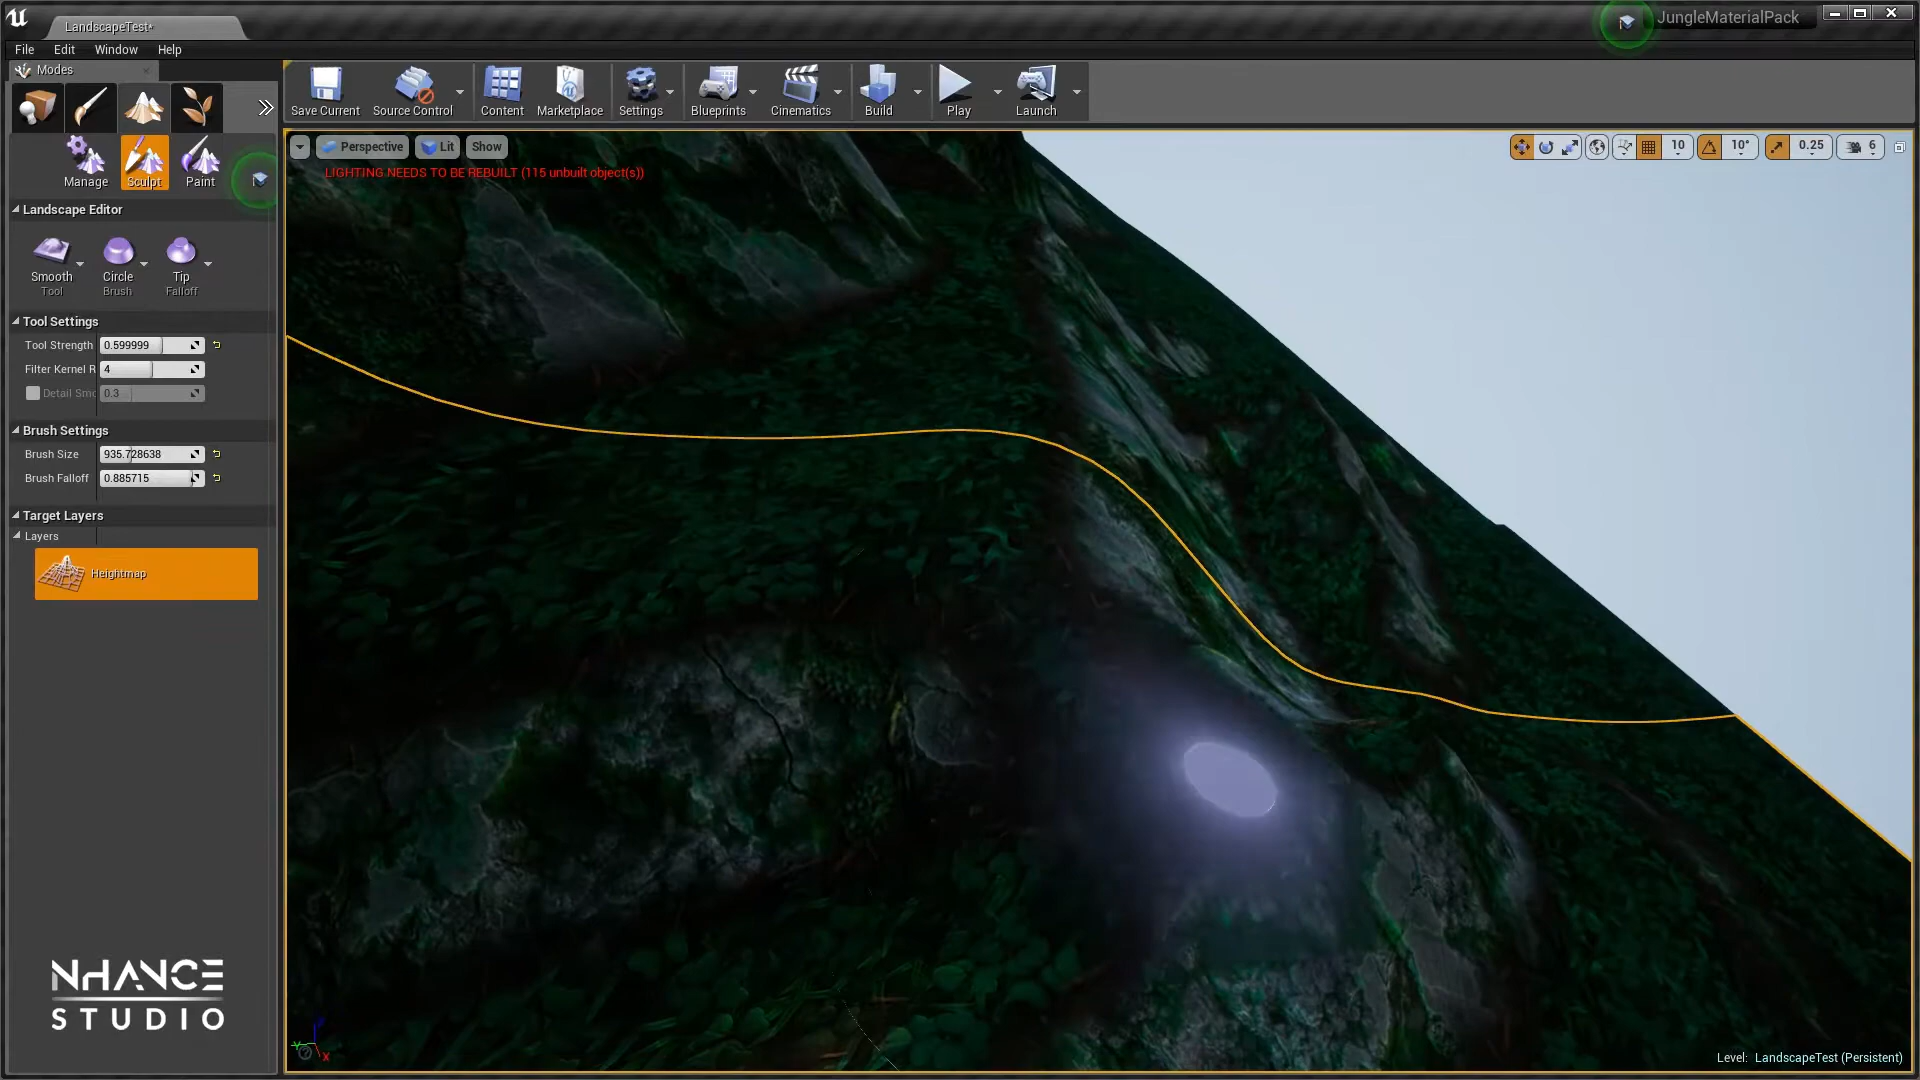 LandscapeTest*
JungleMaterialPack
File Edit Window Help
Modes
Save Current
Source Control
Content
Marketplace
Settings
Blueprints
Cinematics
Build
Play
Launch
Manage
Sculpt
Paint
Perspective
Lit
Show
10
10°
0.25
6
LIGHTING NEEDS TO BE REBUILT (115 unbuilt object(s))
Landscape Editor
Smooth
Tool
Circle
Brush
Tip
Falloff
Tool Settings
Tool Strength 0.599999
Filter Kernel R 4
Detail Smo 0.3
Brush Settings
Brush Size 935.728638
Brush Falloff 0.885715
Target Layers
Layers
Heightmap
NHANCE
STUDIO
Y
X
Level: LandscapeTest (Persistent)